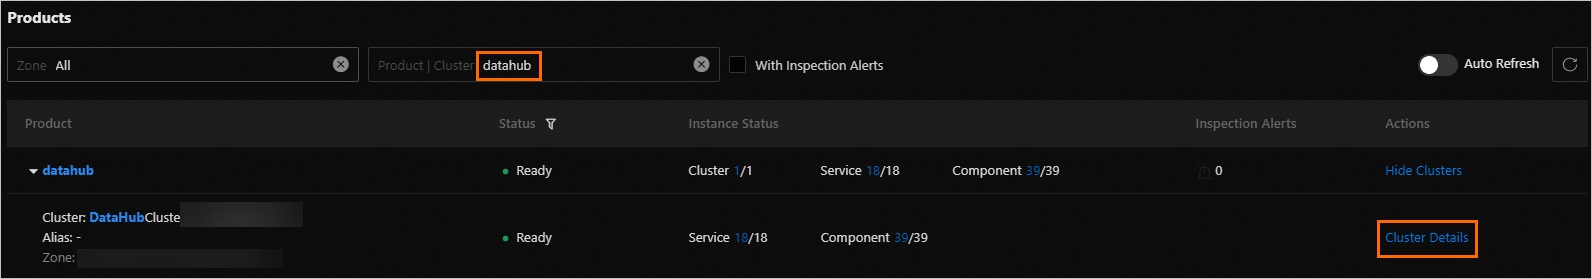 Products
Zone All
Product | Cluster datahub
With Inspection Alerts
Auto Refresh
Product Status Instance Status Inspection Alerts Actions
datahub Ready Cluster 1/1 Service 18/18 Component 39/39 0 Hide Clusters
Cluster: DataHubCluste
Alias: -
Zone:
Ready Service 18/18 Component 39/39 Cluster Details